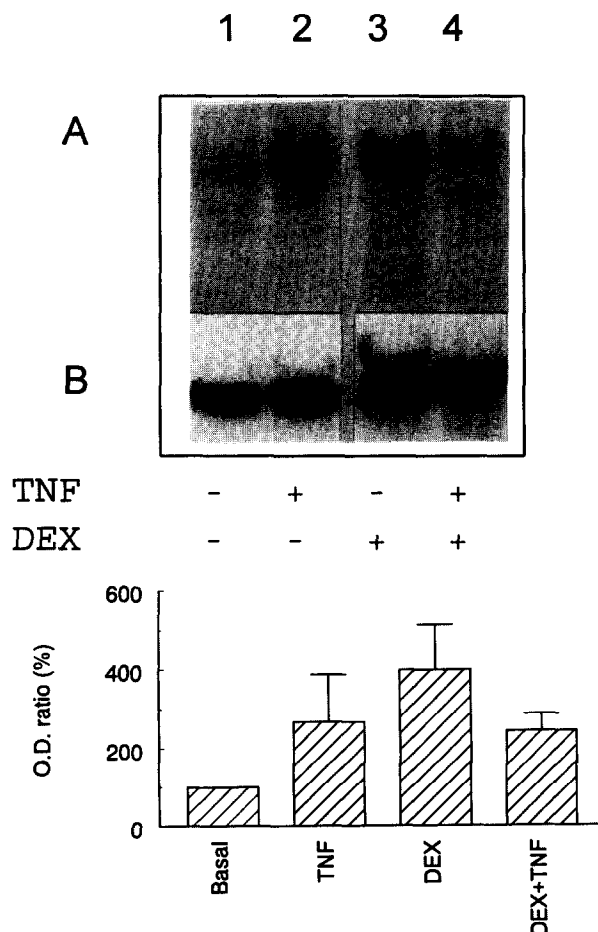 1 2 3 4
A
B
TNF - + - +
DEX - - + +
600
400
200
0
O.D. ratio (%)
Basal TNF DEX DEX+TNF